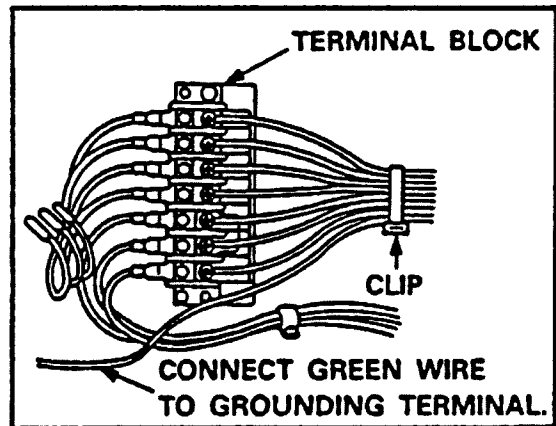 TERMINAL BLOCK
CLIP
CONNECT GREEN WIRE
TO GROUNDING TERMINAL.